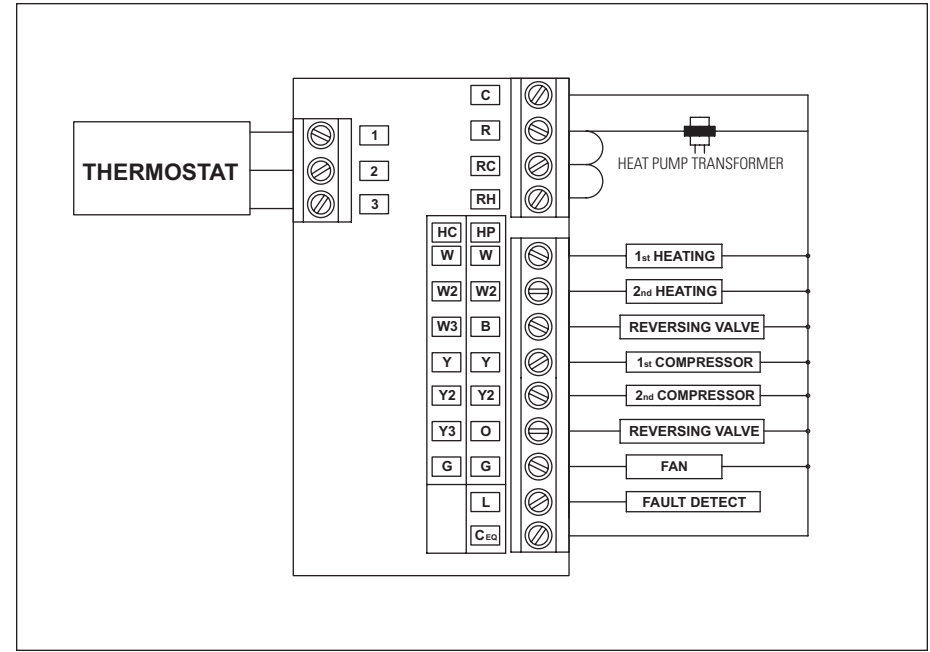 C
1 R
THERMOSTAT 2 RC HEAT PUMP TRANSFORMER
3 RH
HC HP
W W 1st HEATING
W2 W2 2nd HEATING
W3 B REVERSING VALVE
Y Y 1st COMPRESSOR
Y2 Y2 2nd COMPRESSOR
Y3 O REVERSING VALVE
G G FAN
L FAULT DETECT
CEQ